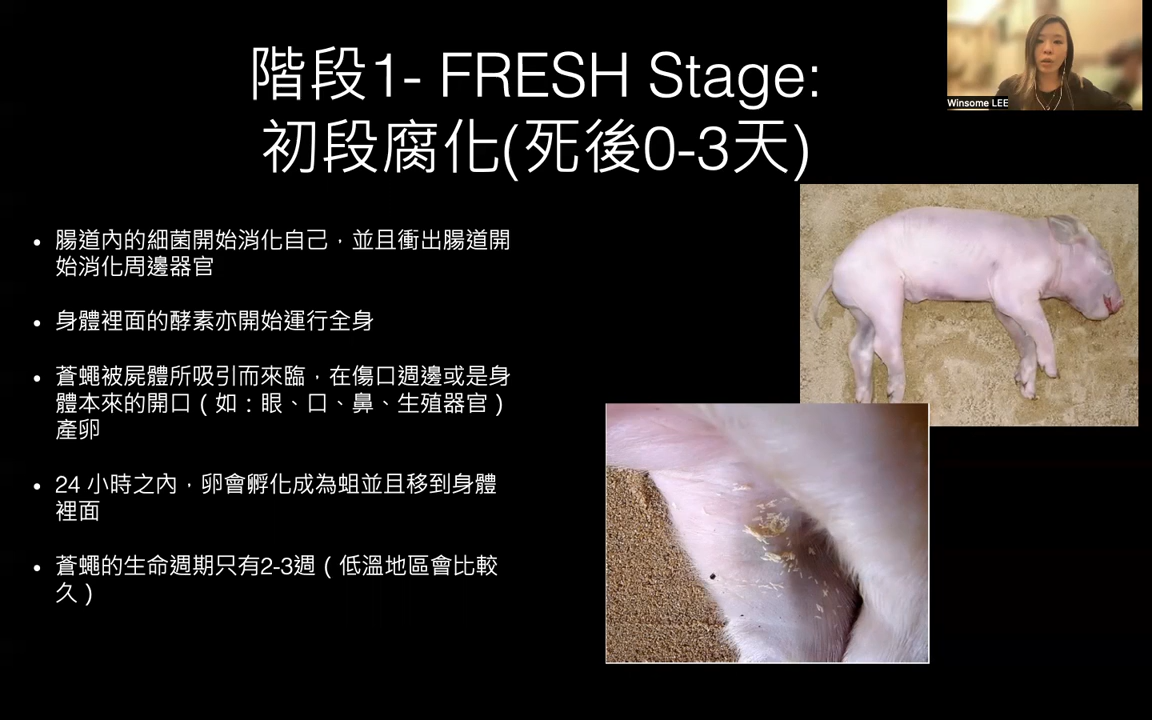 階段1- FRESH Stage:
初段腐化(死後0-3天)
Winsome LEE
• 腸道內的細菌開始消化自己，並且衝出腸道開
始消化周邊器官
• 身體裡面的酵素亦開始運行全身
• 蒼蠅被屍體所吸引而來臨，在傷口週邊或是身
體本來的開口（如：眼、口、鼻、生殖器官）
產卵
• 24 小時之內，卵會孵化成為蛆並且移到身體
裡面
• 蒼蠅的生命週期只有2-3週（低溫地區會比較
久）